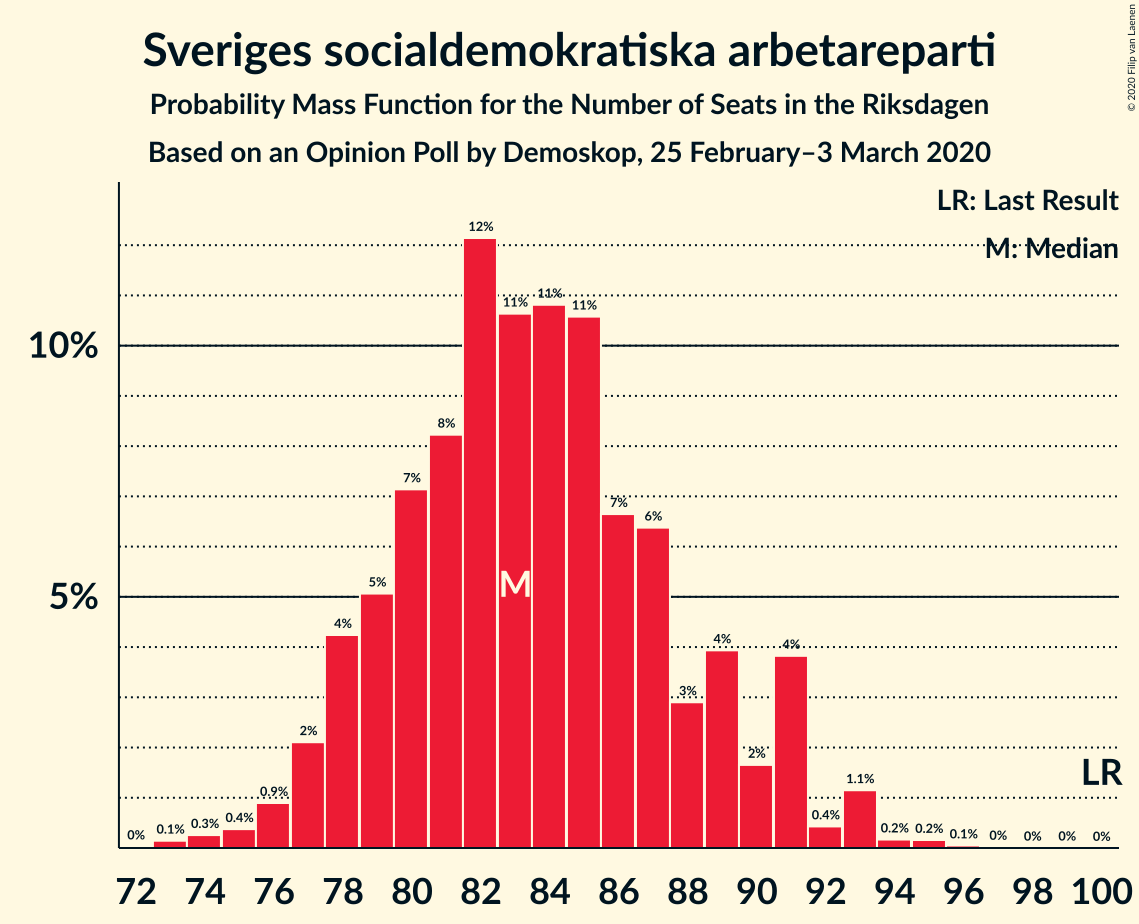 Sveriges socialdemokratiska arbetareparti
Probability Mass Function for the Number of Seats in the Riksdagen
Based on an Opinion Poll by Demoskop, 25 February–3 March 2020
© 2020 Filip van Laenen
LR: Last Result
M: Median
10%
5%
0% 0.1% 0.3% 0.4% 0.9% 2% 4% 5% 7% 8% 12% 11% 11% 11% 7% 6% 3% 4% 2% 4% 0.4% 1.1% 0.2% 0.2% 0.1% 0% 0% 0% 0%
M
LR
72 74 76 78 80 82 84 86 88 90 92 94 96 98 100